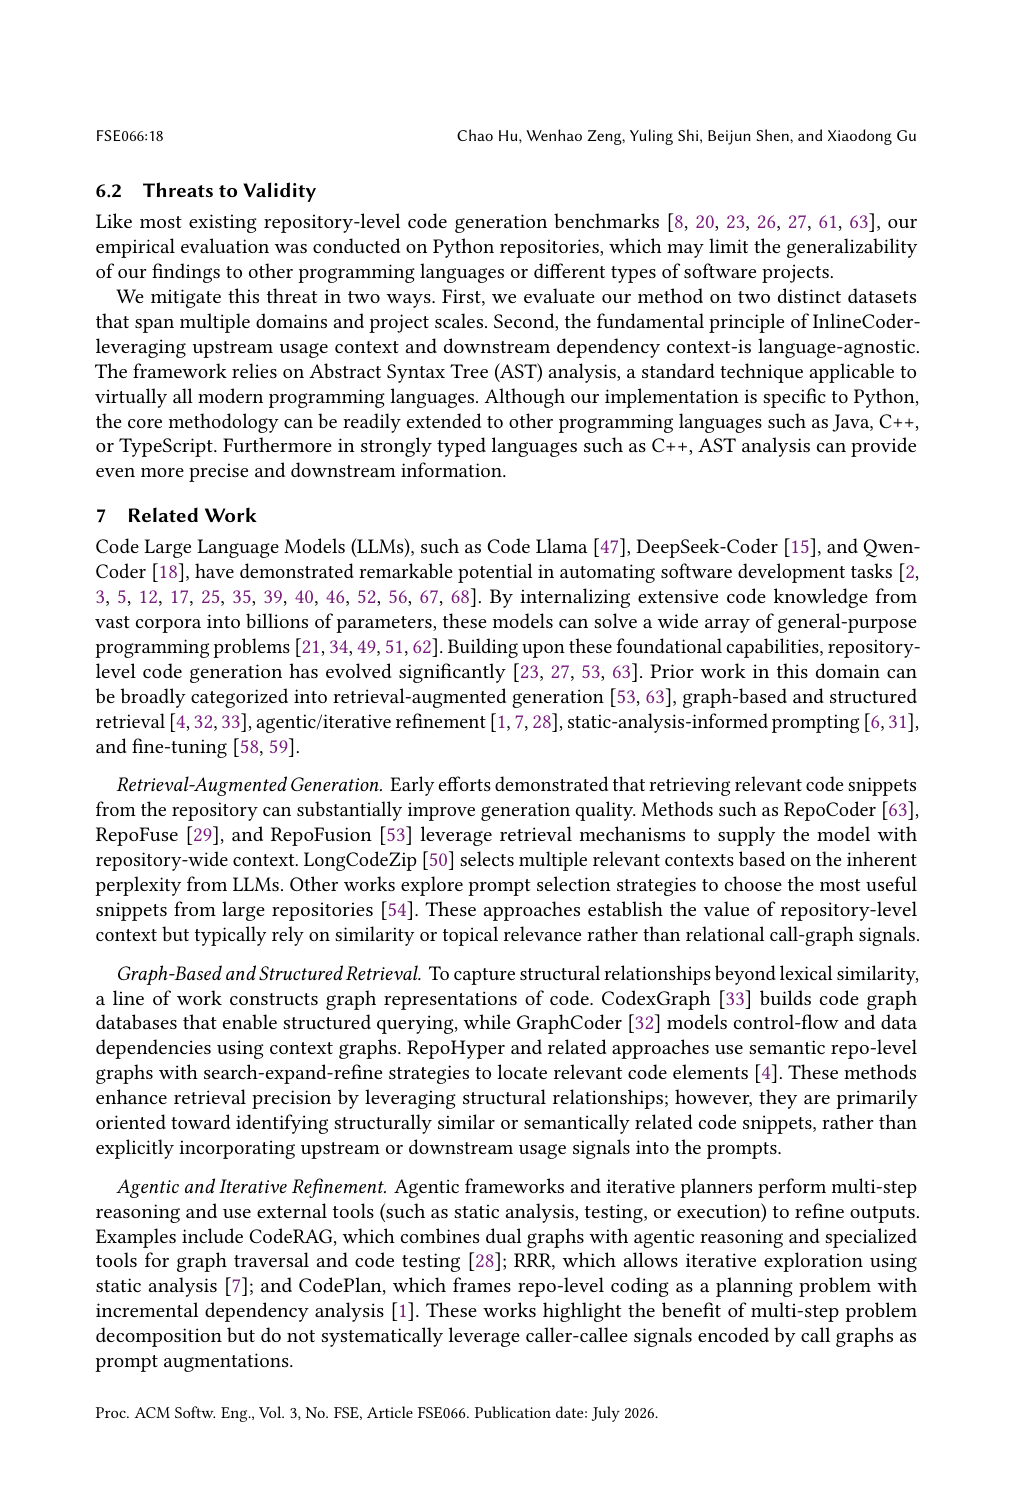 FSE066:18
Chao Hu, Wenhao Zeng, Yuling Shi, Beijun Shen, and Xiaodong Gu
6.2 Threats to Validity
Like most existing repository-level code generation benchmarks [8, 20, 23, 26, 27, 61, 63], our
empirical evaluation was conducted on Python repositories, which may limit the generalizability
of our findings to other programming languages or different types of software projects.
We mitigate this threat in two ways. First, we evaluate our method on two distinct datasets
that span multiple domains and project scales. Second, the fundamental principle of InlineCoder-
leveraging upstream usage context and downstream dependency context-is language-agnostic.
The framework relies on Abstract Syntax Tree (AST) analysis, a standard technique applicable to
virtually all modern programming languages. Although our implementation is specific to Python,
the core methodology can be readily extended to other programming languages such as Java, C++,
or TypeScript. Furthermore in strongly typed languages such as C++, AST analysis can provide
even more precise and downstream information.
7 Related Work
Code Large Language Models (LLMs), such as Code Llama [47], DeepSeek-Coder [15], and Qwen-
Coder [18], have demonstrated remarkable potential in automating software development tasks [2,
3, 5, 12, 17, 25, 35, 39, 40, 46, 52, 56, 67, 68]. By internalizing extensive code knowledge from
vast corpora into billions of parameters, these models can solve a wide array of general-purpose
programming problems [21, 34, 49, 51, 62]. Building upon these foundational capabilities, repository-
level code generation has evolved significantly [23, 27, 53, 63]. Prior work in this domain can
be broadly categorized into retrieval-augmented generation [53, 63], graph-based and structured
retrieval [4, 32, 33], agentic/iterative refinement [1, 7, 28], static-analysis-informed prompting [6, 31],
and fine-tuning [58, 59].
Retrieval-Augmented Generation. Early efforts demonstrated that retrieving relevant code snippets
from the repository can substantially improve generation quality. Methods such as RepoCoder [63],
RepoFuse [29], and RepoFusion [53] leverage retrieval mechanisms to supply the model with
repository-wide context. LongCodeZip [50] selects multiple relevant contexts based on the inherent
perplexity from LLMs. Other works explore prompt selection strategies to choose the most useful
snippets from large repositories [54]. These approaches establish the value of repository-level
context but typically rely on similarity or topical relevance rather than relational call-graph signals.
Graph-Based and Structured Retrieval. To capture structural relationships beyond lexical similarity,
a line of work constructs graph representations of code. CodexGraph [33] builds code graph
databases that enable structured querying, while GraphCoder [32] models control-flow and data
dependencies using context graphs. RepoHyper and related approaches use semantic repo-level
graphs with search-expand-refine strategies to locate relevant code elements [4]. These methods
enhance retrieval precision by leveraging structural relationships; however, they are primarily
oriented toward identifying structurally similar or semantically related code snippets, rather than
explicitly incorporating upstream or downstream usage signals into the prompts.
Agentic and Iterative Refinement. Agentic frameworks and iterative planners perform multi-step
reasoning and use external tools (such as static analysis, testing, or execution) to refine outputs.
Examples include CodeRAG, which combines dual graphs with agentic reasoning and specialized
tools for graph traversal and code testing [28]; RRR, which allows iterative exploration using
static analysis [7]; and CodePlan, which frames repo-level coding as a planning problem with
incremental dependency analysis [1]. These works highlight the benefit of multi-step problem
decomposition but do not systematically leverage caller-callee signals encoded by call graphs as
prompt augmentations.
Proc. ACM Softw. Eng., Vol. 3, No. FSE, Article FSE066. Publication date: July 2026.